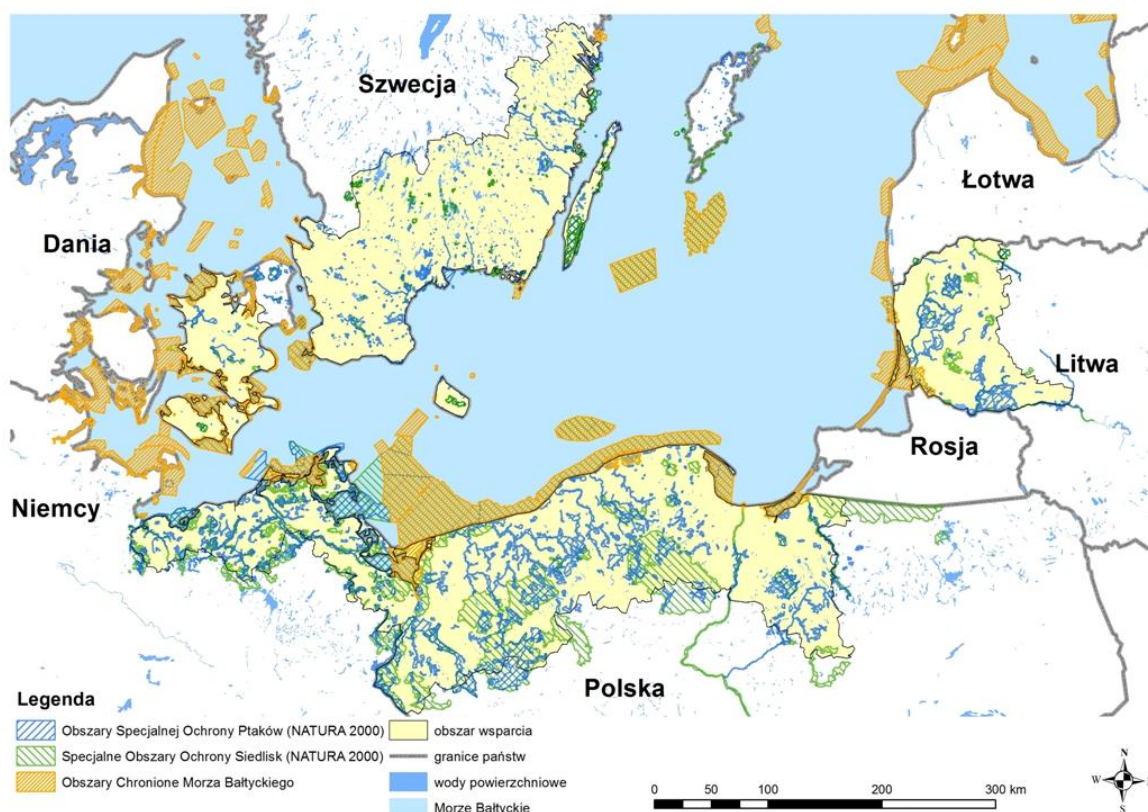 Szwecja
Łotwa
Dania
Litwa
Rosja
Niemcy
Polska
Legenda
Obszary Specjalnej Ochrony Ptaków (NATURA 2000)
Specjalne Obszary Ochrony Siedlisk (NATURA 2000)
Obszary Chronione Morza Bałtyckiego
obszar wsparcia
granice państw
wody powierzchniowe
Morze Bałtyckie
0 100 200 300 km
N
W E
S